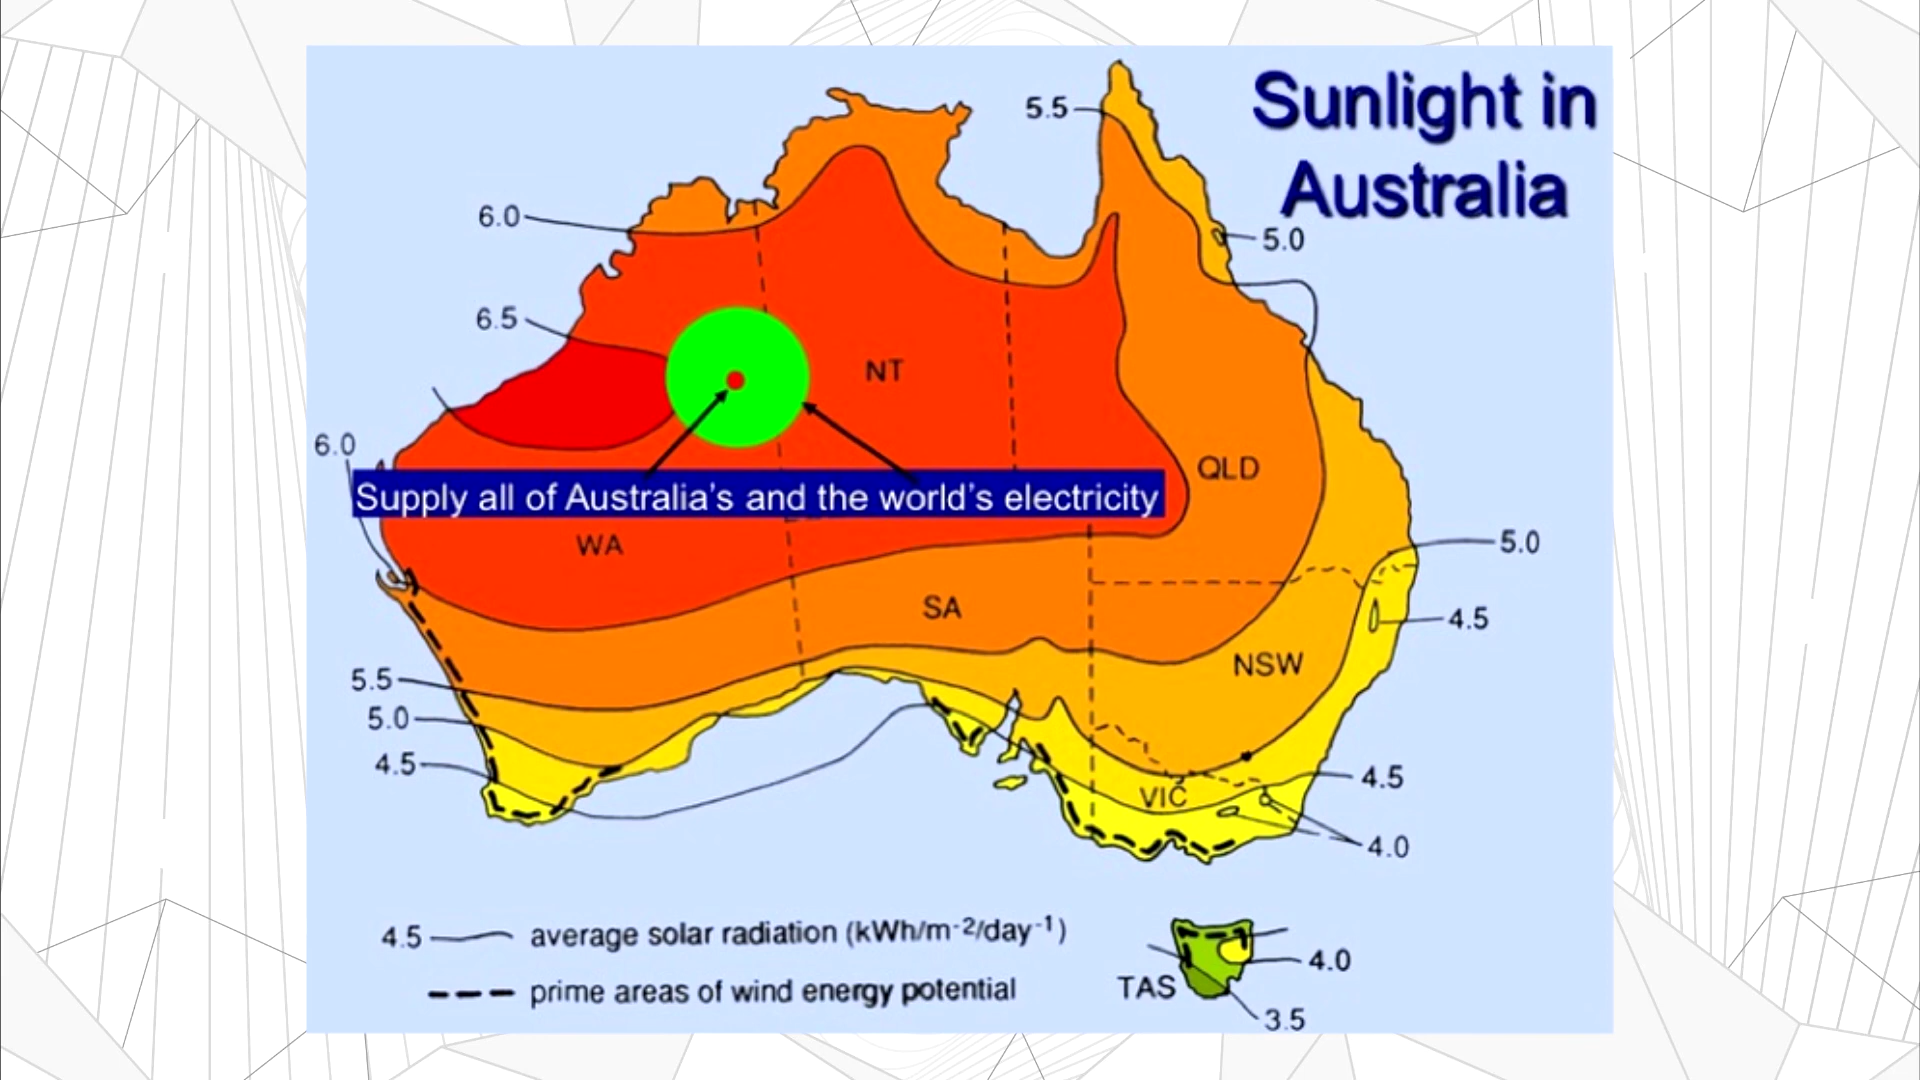 Sunlight in
Australia
5.5
6.0
5.0
6.5
NT
6.0
QLD
Supply all of Australia's and the world's electricity
WA
5.0
SA
4.5
NSW
5.5
5.0
4.5
4.5
VIC
4.0
4.5 average solar radiation (kWh/m-2/day-1)
4.0
TAS
prime areas of wind energy potential
3.5